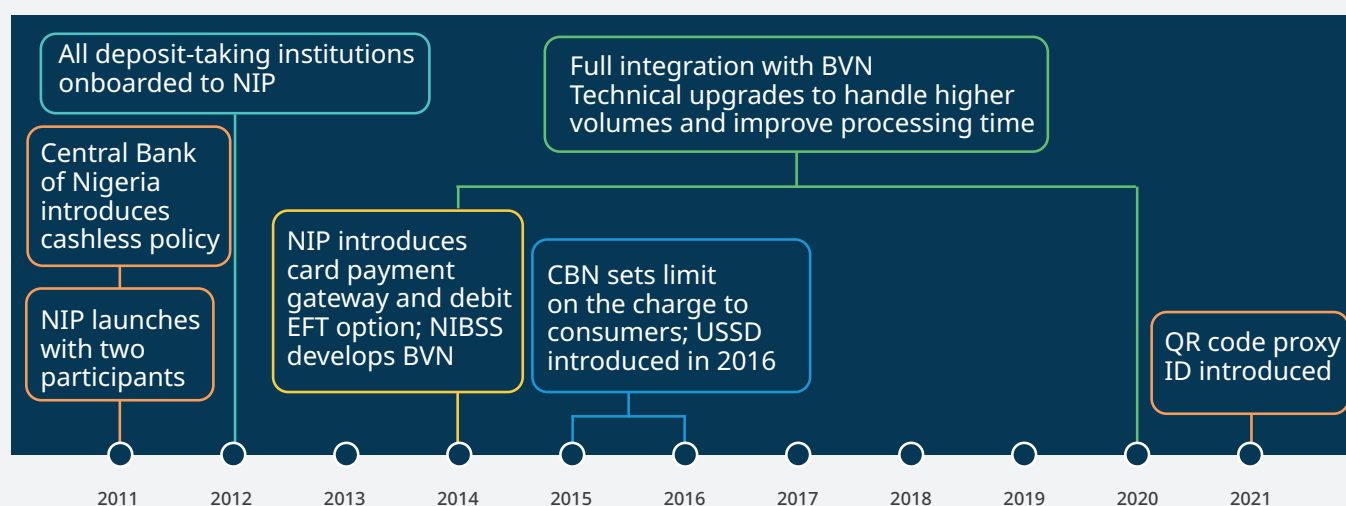 All deposit-taking institutions
onboarded to NIP
Central Bank
of Nigeria
introduces
cashless policy
NIP launches
with two
participants
NIP introduces
card payment
gateway and debit
EFT option; NIBSS
develops BVN
Full integration with BVN
Technical upgrades to handle higher
volumes and improve processing time
CBN sets limit
on the charge to
consumers; USSD
introduced in 2016
QR code proxy
ID introduced
2011 2012 2013 2014 2015 2016 2017 2018 2019 2020 2021